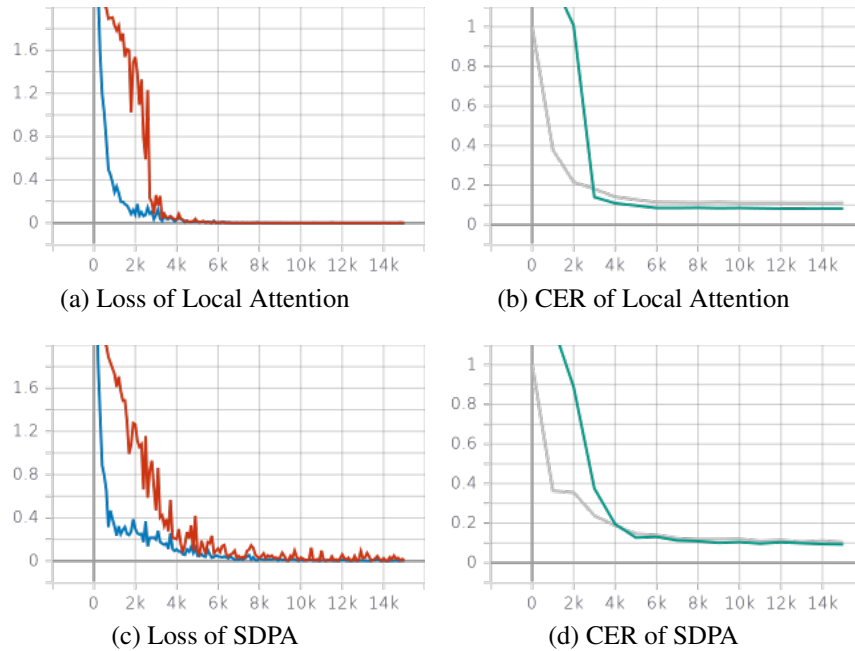 1.6
1.2
0.8
0.4
0
0 2k 4k 6k 8k 10k 12k 14k
(a) Loss of Local Attention
1
0.8
0.6
0.4
0.2
0
0 2k 4k 6k 8k 10k 12k 14k
(b) CER of Local Attention
1.6
1.2
0.8
0.4
0
0 2k 4k 6k 8k 10k 12k 14k
(c) Loss of SDPA
1
0.8
0.6
0.4
0.2
0
0 2k 4k 6k 8k 10k 12k 14k
(d) CER of SDPA